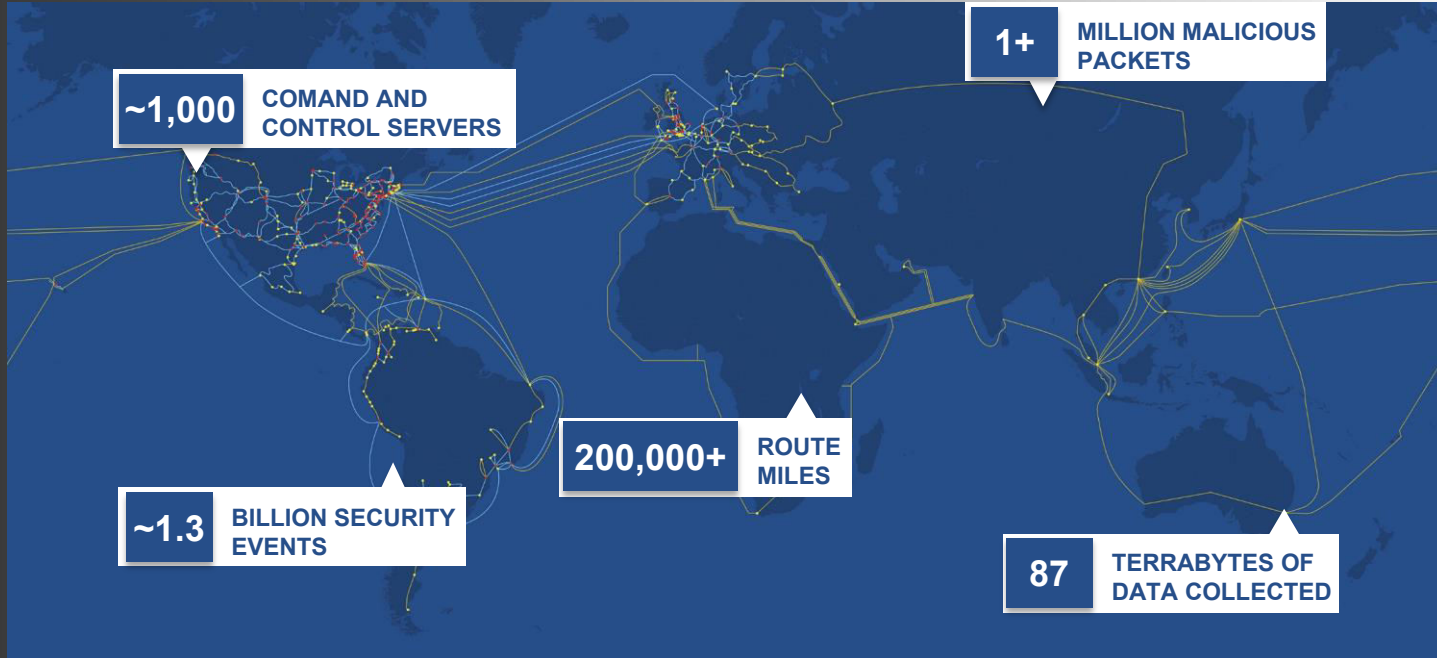 1+
MILLION MALICIOUS
PACKETS
~1,000
COMAND AND
CONTROL SERVERS
200,000+
ROUTE
MILES
~1.3
BILLION SECURITY
EVENTS
87
TERRABYTES OF
DATA COLLECTED